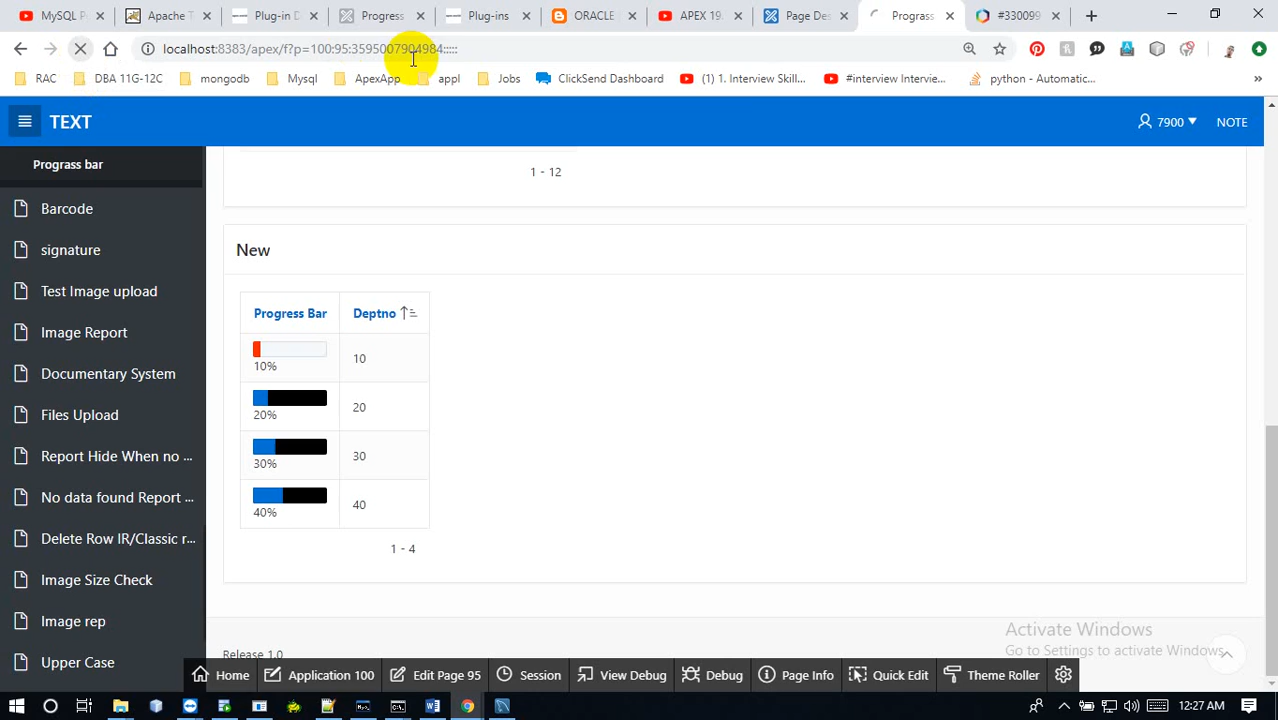 MySQL P
Apache T
Plug-in D
Progress
Plug-ins
ORACLE
APEX 19.
Page De
Prograss
#330099
localhost:8383/apex/f?p=100:95:3595007904984:::::
RAC
DBA 11G-12C
mongodb
Mysql
ApexApp
appl
Jobs
ClickSend Dashboard
(1) 1. Interview Skill...
#interview Intervie...
python - Automatic...
»
TEXT
7900
NOTE
Prograss bar
Barcode
signature
Test Image upload
Image Report
Documentary System
Files Upload
Report Hide When no ...
No data found Report ...
Delete Row IR/Classic r...
Image Size Check
Image rep
Upper Case
1 - 12
New
Progress Bar Deptno
10% 10
20% 20
30% 30
40% 40
1 - 4
Release 1.0
Activate Windows
Go to Settings to activate Windows.
Home
Application 100
Edit Page 95
Session
View Debug
Debug
Page Info
Quick Edit
Theme Roller
12:27 AM